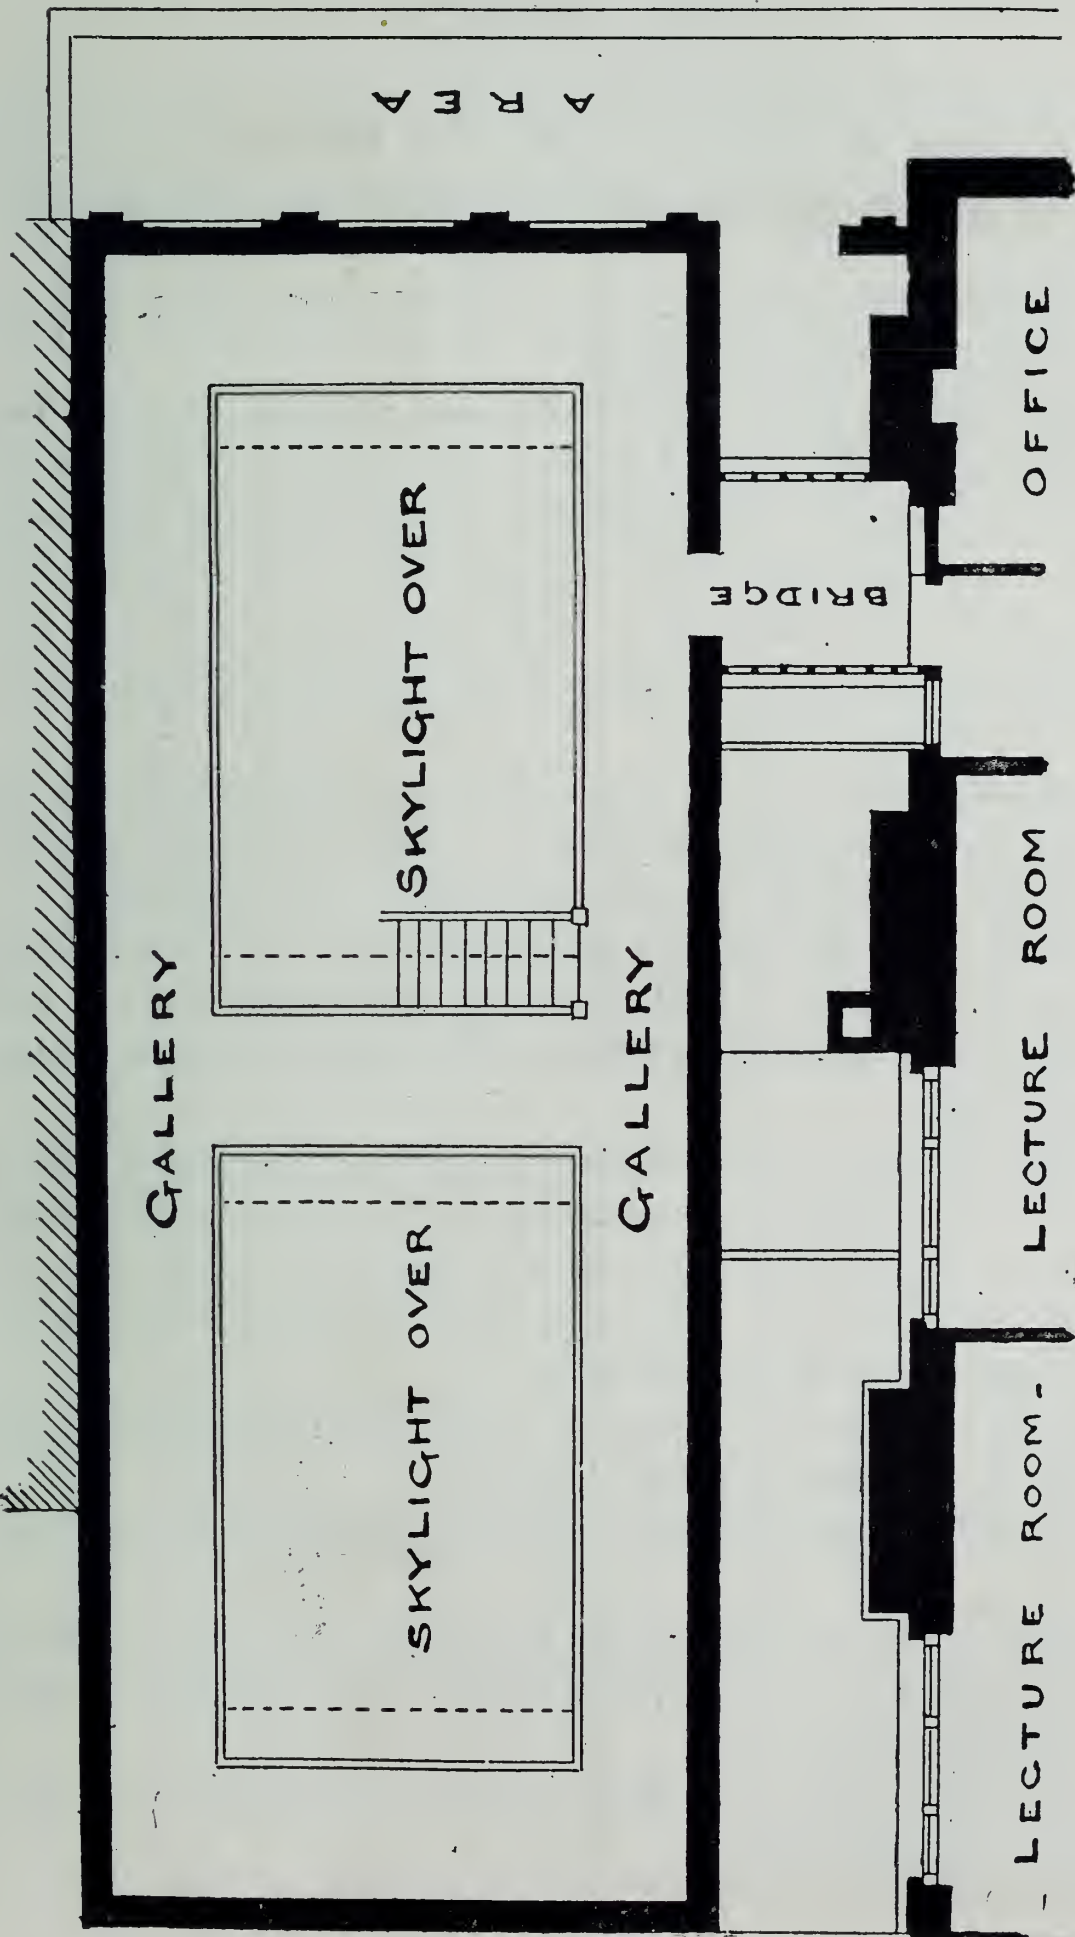 AREA
GALLERY
SKYLIGHT OVER
SKYLIGHT OVER
GALLERY
BRIDGE
LECTURE ROOM
LECTURE ROOM
OFFICE